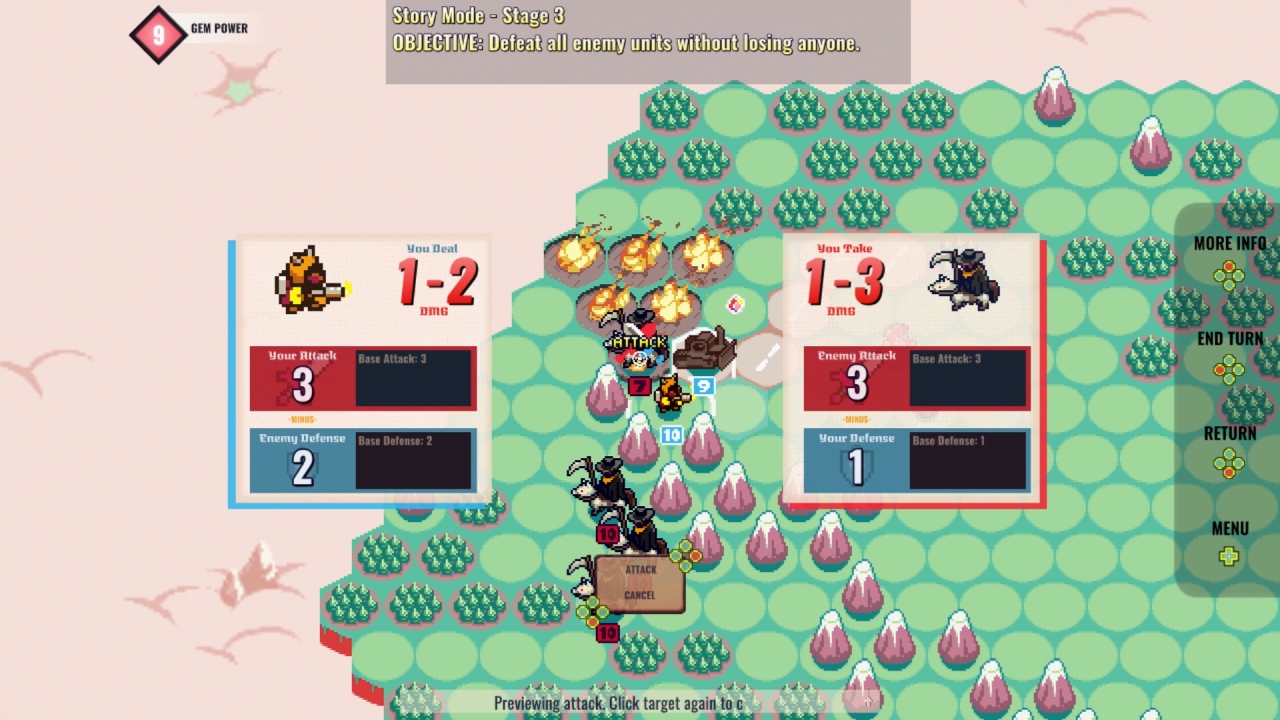 9
GEM POWER
Story Mode - Stage 3
OBJECTIVE: Defeat all enemy units without losing anyone.
You Deal
1-2
DMG
Your Attack
3
Base Attack: 3
-MINUS-
Enemy Defense
2
Base Defense: 2
You Take
1-3
DMG
Enemy Attack
3
Base Attack: 3
-MINUS-
Your Defense
1
Base Defense: 1
ATTACK
7
9
10
10
ATTACK
CANCEL
10
MORE INFO
END TURN
RETURN
MENU
Previewing attack. Click target again to c